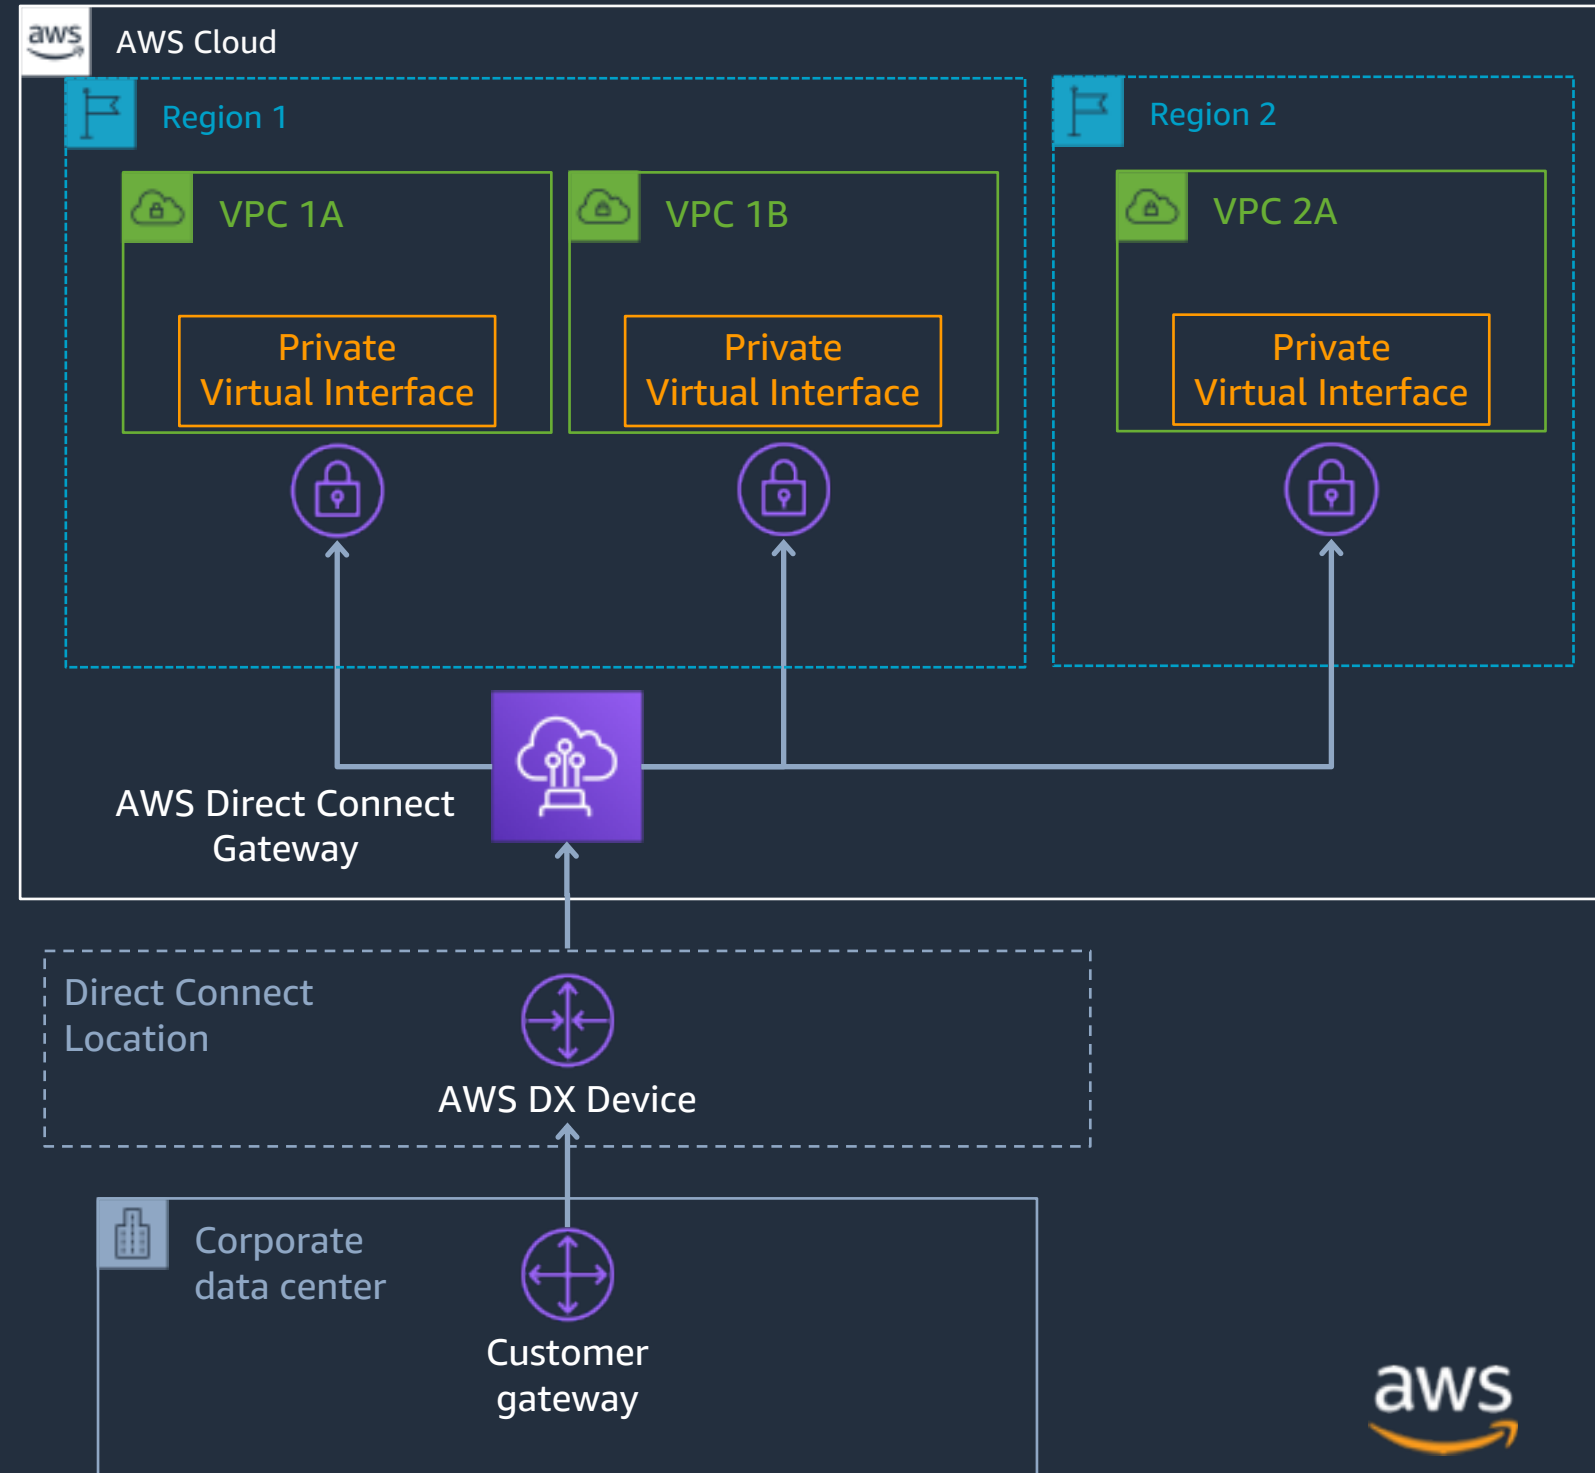 aws
AWS Cloud
Region 1
Region 2
VPC 1A
VPC 1B
VPC 2A
Private
Virtual Interface
Private
Virtual Interface
Private
Virtual Interface
AWS Direct Connect
Gateway
Direct Connect
Location
AWS DX Device
Corporate
data center
Customer
gateway
aws